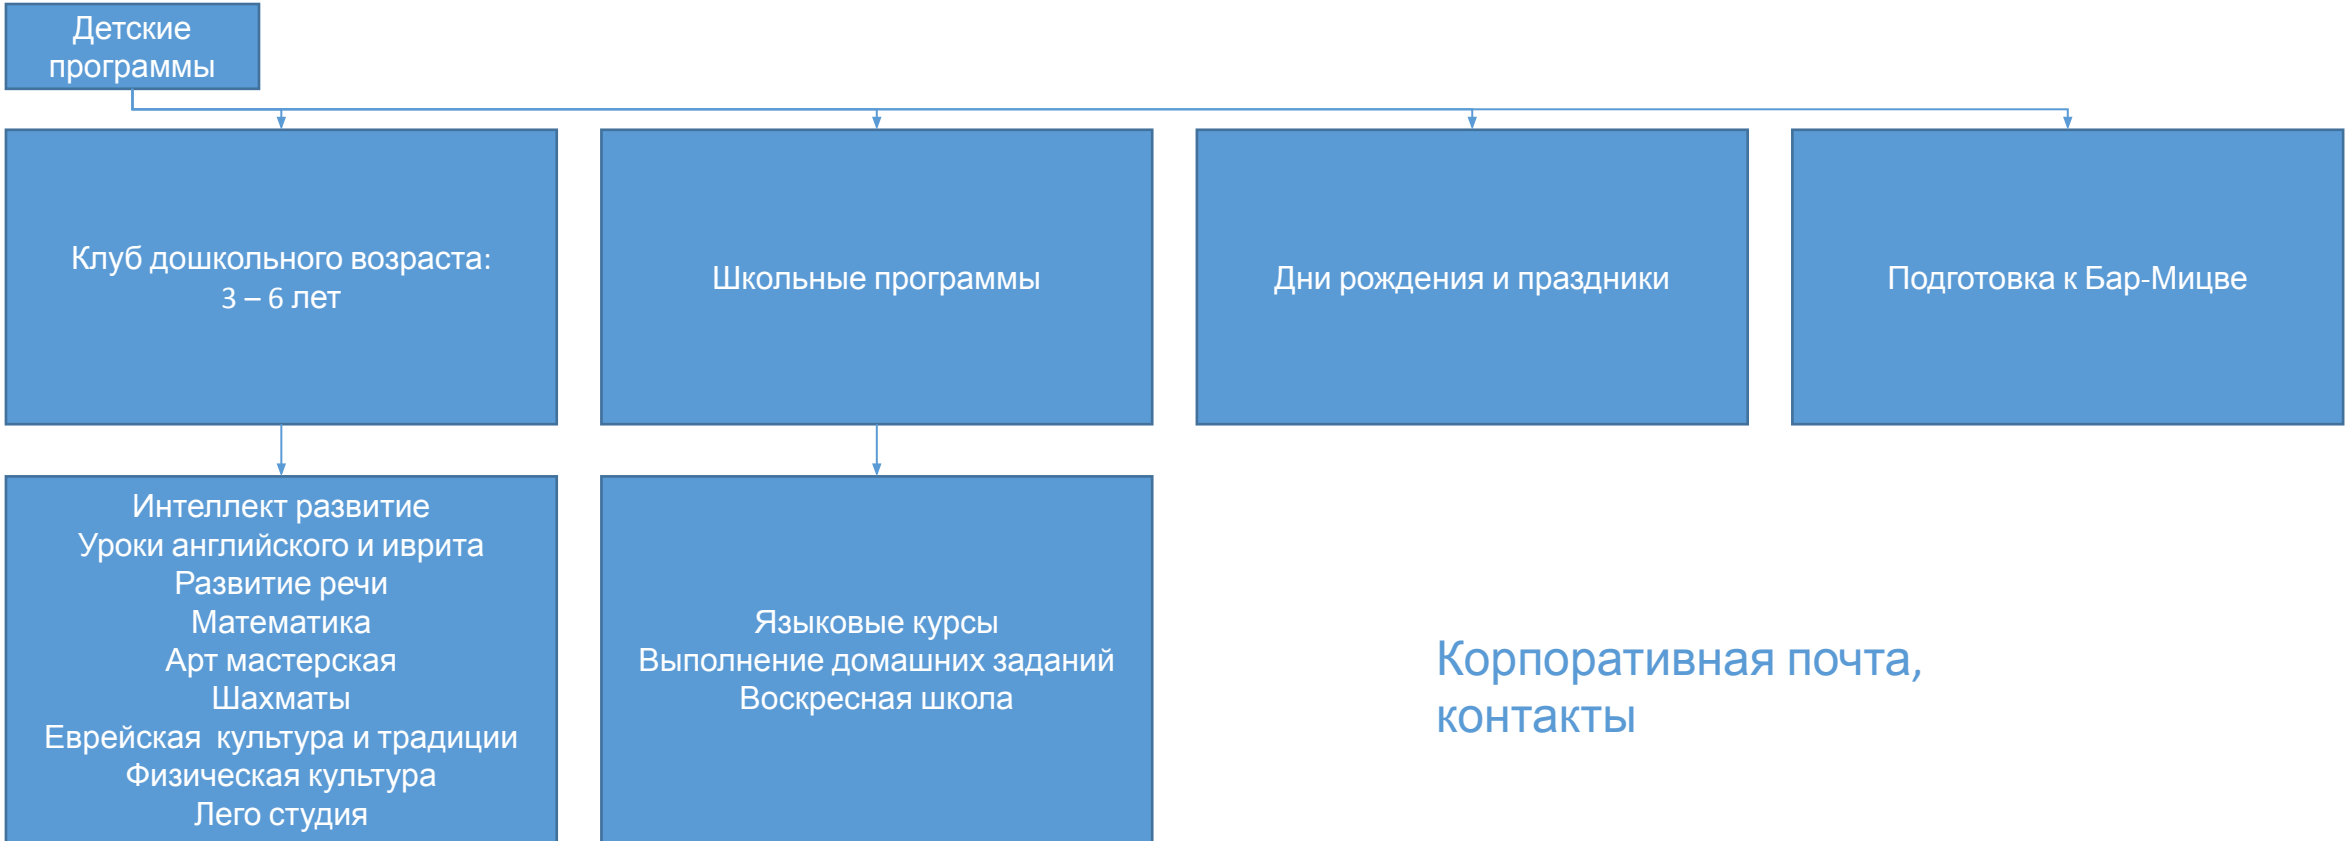 Детские
программы
Клуб дошкольного возраста:
3 – 6 лет
Школьные программы
Дни рождения и праздники
Подготовка к Бар-Мицве
Интеллект развитие
Уроки английского и иврита
Развитие речи
Математика
Арт мастерская
Шахматы
Еврейская  культура и традиции
Физическая культура
Лего студия
Языковые курсы
Выполнение домашних заданий
Воскресная школа
Корпоративная почта,
контакты